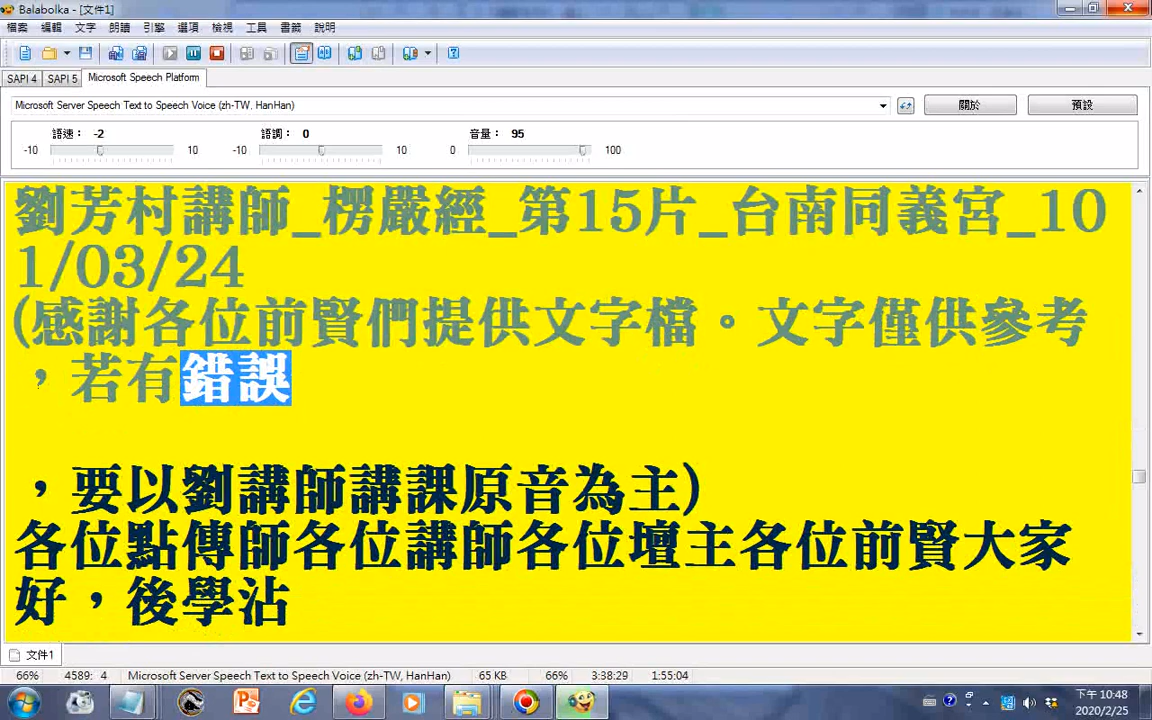 Balabolka - [文件1]
檔案 編輯 文字 朗讀 引擎 選項 檢視 工具 書籤 說明
SAPI 4 SAPI 5 Microsoft Speech Platform
Microsoft Server Speech Text to Speech Voice (zh-TW, HanHan) 關於 預設
語速： -2 語調： 0 音量： 95
-10 10 -10 10 0 100
劉芳村講師_楞嚴經_第15片_台南同義宮_10
1/03/24
(感謝各位前賢們提供文字檔。文字僅供參考
，若有錯誤
，要以劉講師講課原音為主)
各位點傳師各位講師各位壇主各位前賢大家
好，後學沾
文件1
66% 4589: 4 Microsoft Server Speech Text to Speech Voice (zh-TW, HanHan) 65 KB 66% 3:38:29 1:55:04
下午 10:48
2020/2/25